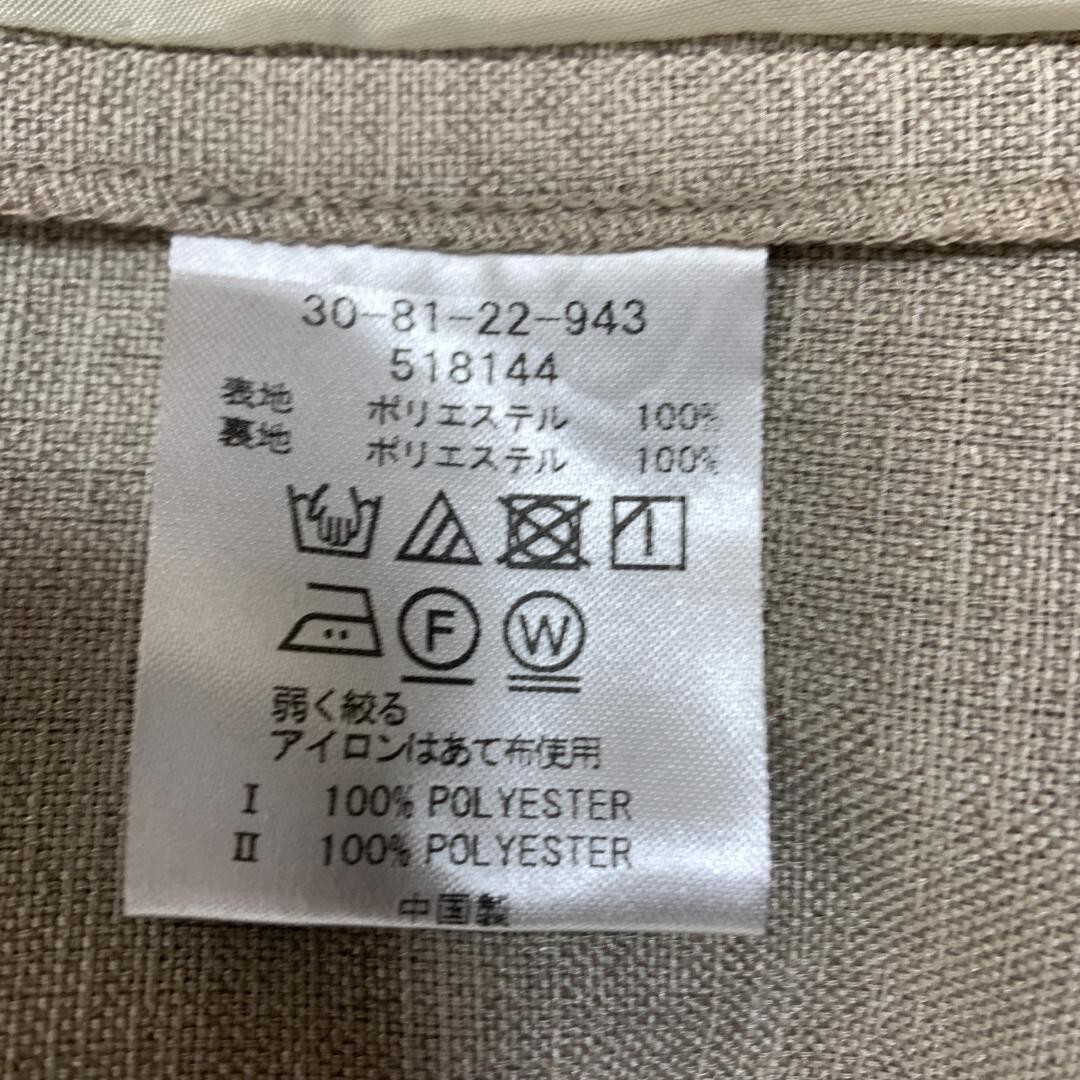 30-81-22-943
518144
表地 ポリエステル 100%
裏地 ポリエステル 100%
F W
弱く絞る
アイロンはあて布使用
Ⅰ 100% POLYESTER
Ⅱ 100% POLYESTER
中国製